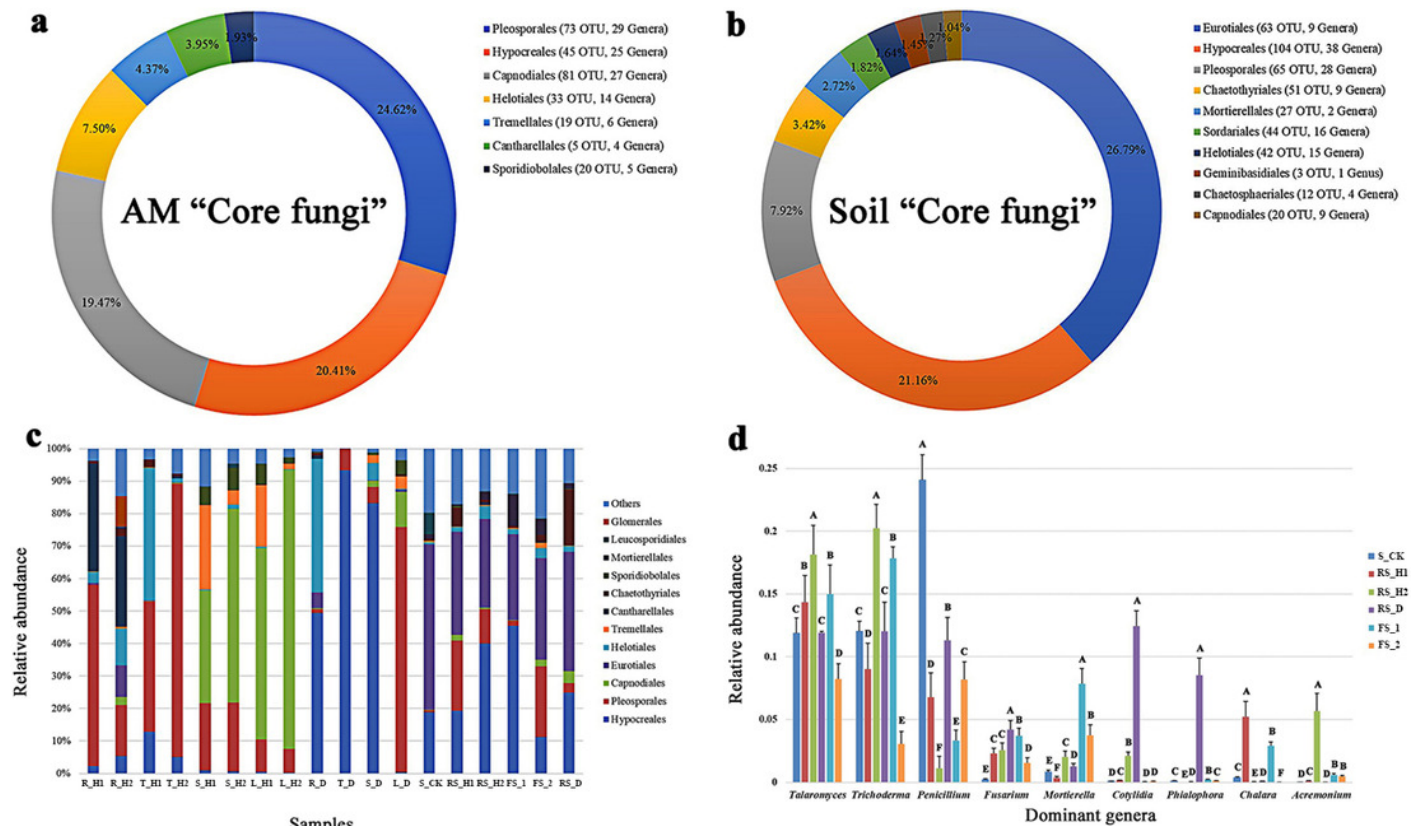 a
Pleosporales (73 OTU, 29 Genera)
Hypocreales (45 OTU, 25 Genera)
Capnodiales (81 OTU, 27 Genera)
Helotiales (33 OTU, 14 Genera)
Tremellales (19 OTU, 6 Genera)
Cantharellales (5 OTU, 4 Genera)
Sporidiobolales (20 OTU, 5 Genera)
1.93%
3.95%
4.37%
7.50%
24.62%
19.47%
20.41%
AM “Core fungi”
b
Eurotiales (63 OTU, 9 Genera)
Hypocreales (104 OTU, 38 Genera)
Pleosporales (65 OTU, 28 Genera)
Chaetothyriales (51 OTU, 9 Genera)
Mortierellales (27 OTU, 2 Genera)
Sordariales (44 OTU, 16 Genera)
Helotiales (42 OTU, 15 Genera)
Geminibasidiales (3 OTU, 1 Genus)
Chaetosphaeriales (12 OTU, 4 Genera)
Capnodiales (20 OTU, 9 Genera)
1.04%
1.27%
1.45%
1.64%
1.82%
2.72%
3.42%
26.79%
7.92%
21.16%
Soil “Core fungi”
c
Relative abundance
100%
90%
80%
70%
60%
50%
40%
30%
20%
10%
0%
R_H1 R_H2 T_H1 T_H2 S_H1 S_H2 L_H1 L_H2 R_D T_D S_D L_D S_CK RS_H1 RS_H2 FS_1 FS_2 RS_D
Samples
Others
Glomerales
Leucosporidiales
Mortierellales
Sporidiobolales
Chaetothyriales
Cantharellales
Tremellales
Helotiales
Eurotiales
Capnodiales
Pleosporales
Hypocreales
d
Relative abundance
0.25
0.2
0.15
0.1
0.05
0
C B A C B D
B D A C B E
A D F B E C
E C C A B D
E F C D A B
D C B A D D
C E D A B C
C A D D B D
D C A D B B
Talaromyces Trichoderma Penicillium Fusarium Mortierella Cotylidia Phialophora Chalara Acremonium
Dominant genera
S_CK
RS_H1
RS_H2
RS_D
FS_1
FS_2